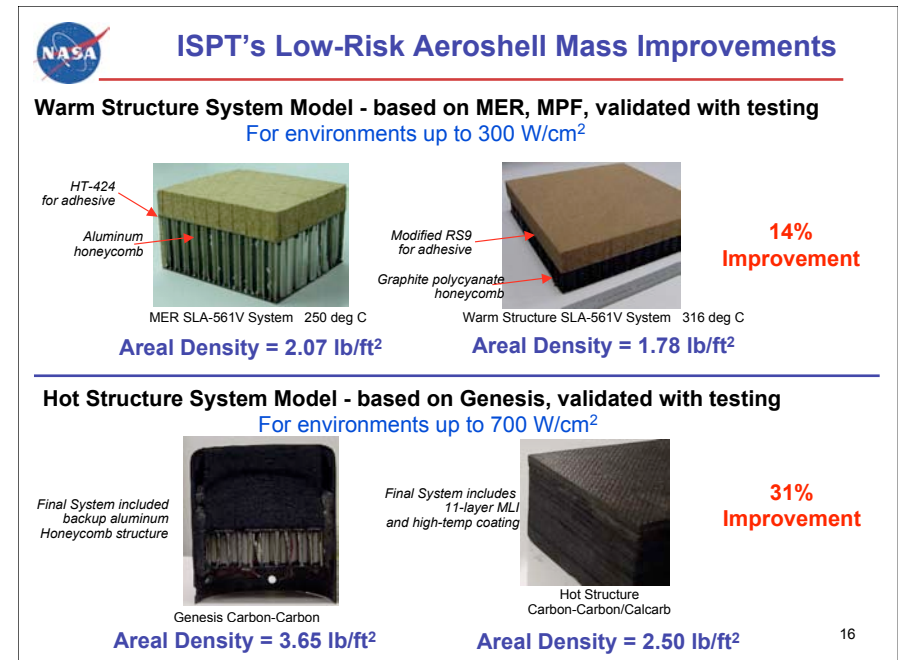 NASA
ISPT's Low-Risk Aeroshell Mass Improvements
Warm Structure System Model - based on MER, MPF, validated with testing
For environments up to 300 W/cm²
HT-424
for adhesive
Aluminum
honeycomb
MER SLA-561V System 250 deg C
Areal Density = 2.07 lb/ft²
Modified RS9
for adhesive
Graphite polycyanate
honeycomb
Warm Structure SLA-561V System 316 deg C
Areal Density = 1.78 lb/ft²
14%
Improvement
Hot Structure System Model - based on Genesis, validated with testing
For environments up to 700 W/cm²
Final System included
backup aluminum
Honeycomb structure
Genesis Carbon-Carbon
Areal Density = 3.65 lb/ft²
Final System includes
11-layer MLI
and high-temp coating
Hot Structure
Carbon-Carbon/Calcarb
Areal Density = 2.50 lb/ft²
31%
Improvement
16